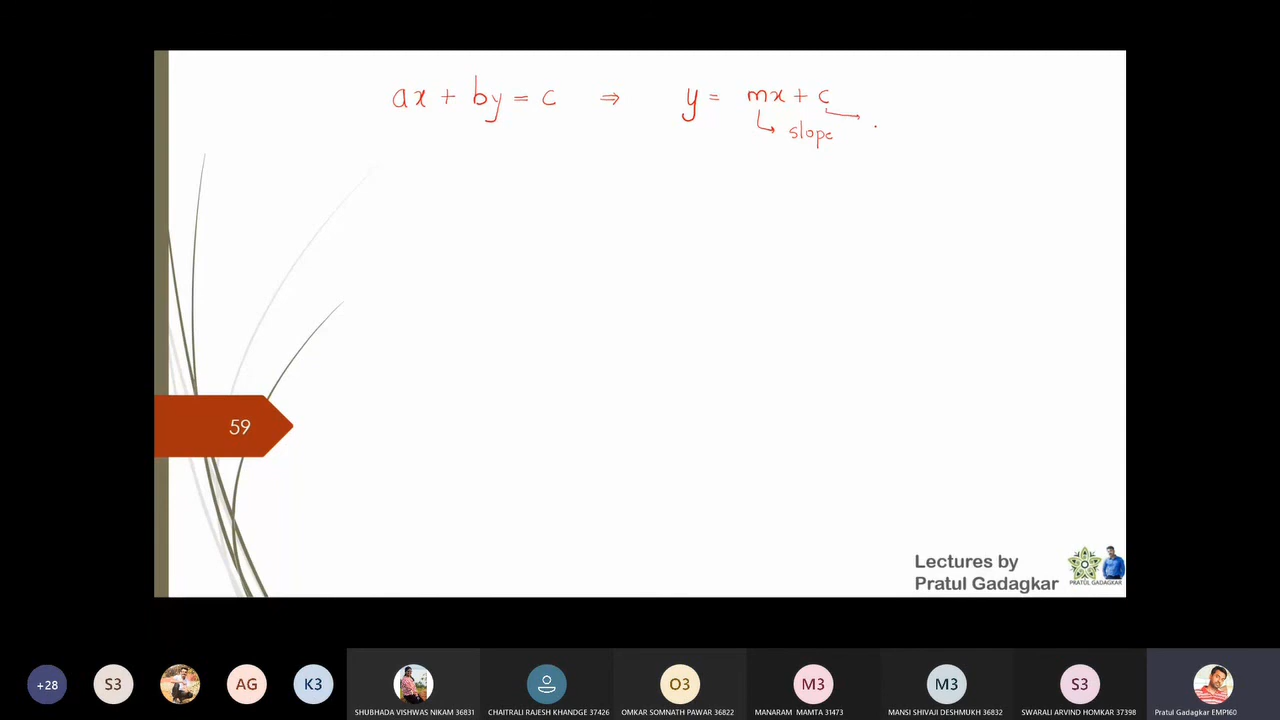 ax + by = c ⇒ y = mx + c
slope
59
Lectures by
Pratul Gadagkar
PRATUL GADAGKAR
+28
S3
AG
K3
O3
M3
M3
S3
SHUBHADA VISHWAS NIKAM 36831
CHAITRALI RAJESH KHANDGE 37426
OMKAR SOMNATH PAWAR 36822
MANARAM MAMTA 31473
MANSI SHIVAJI DESHMUKH 36832
SWARALI ARVIND HOMKAR 37398
Pratul Gadagkar EMP160